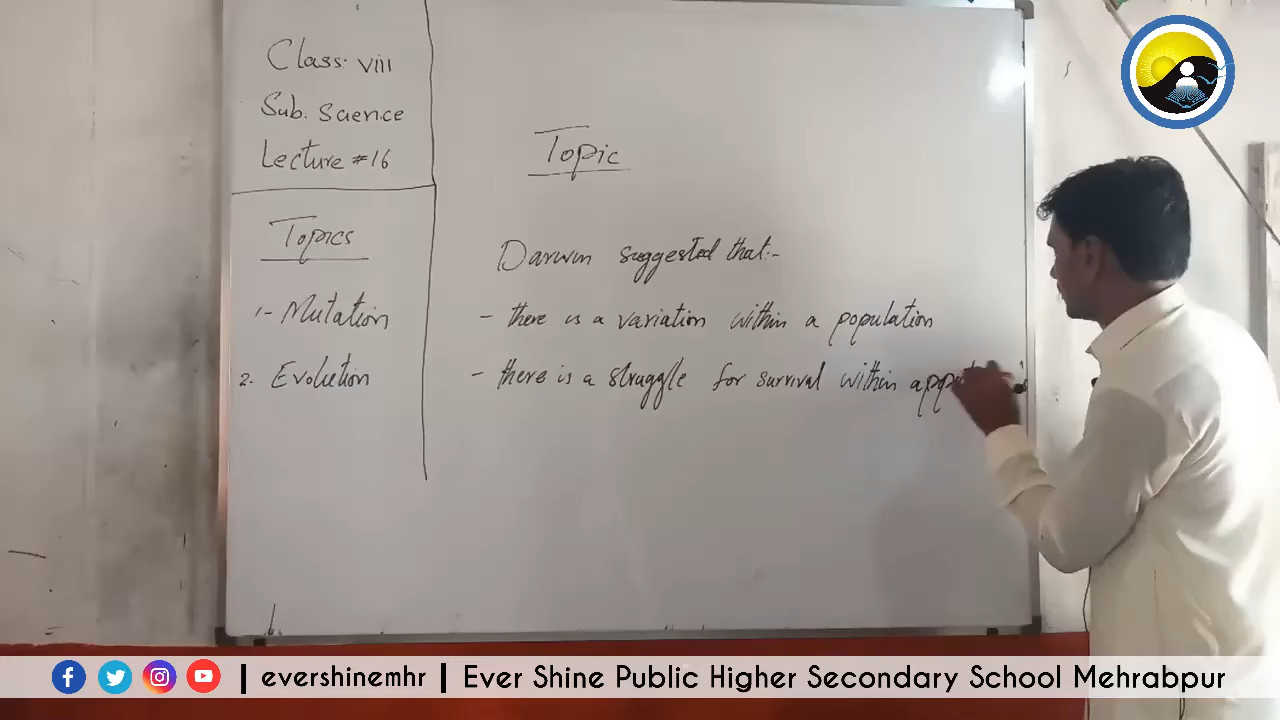 Class: VIII
Sub. Science
Lecture #16
Topics
1- Mutation
2. Evolution
Topic
Darwin suggested that:-
- there is a variation within a population
- there is a struggle for survival within a
| evershinemhr | Ever Shine Public Higher Secondary School Mehrabpur